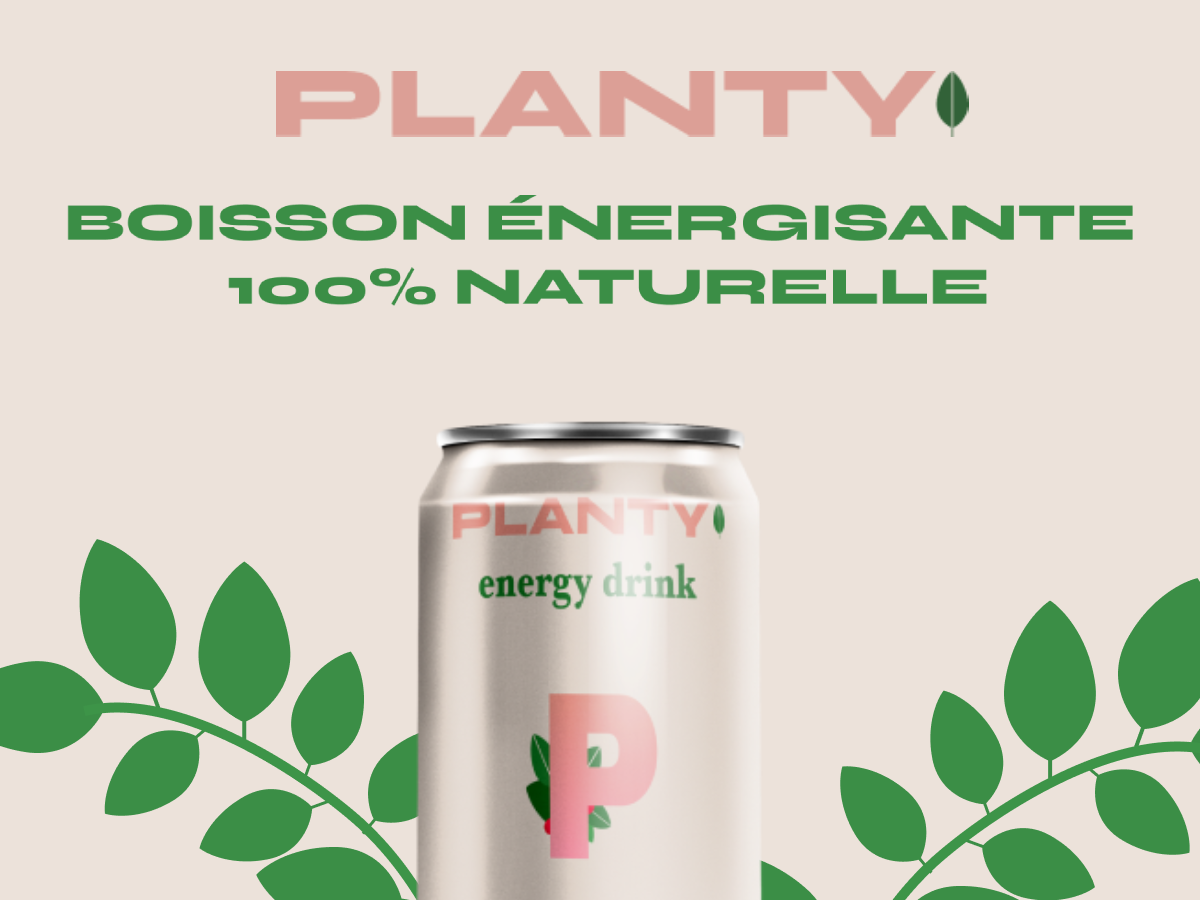 PLANTY
BOISSON ÉNERGISANTE
100% NATURELLE
PLANTY
energy drink
P